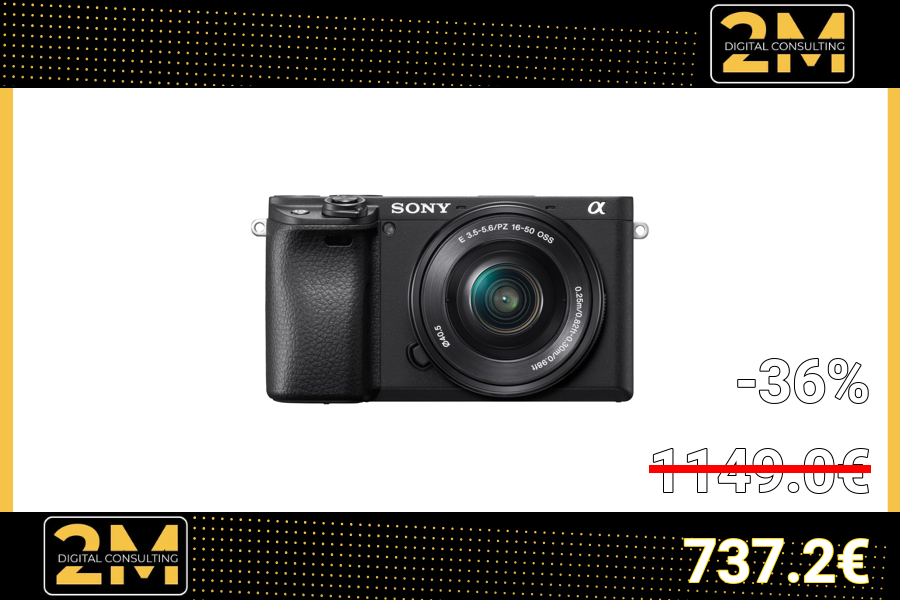 2M
DIGITAL CONSULTING
SONY
α
E 3.5-5.6/PZ 16-50 OSS
0.25m/0.82ft-0.30m/0.98ft
Ø40.5
-36%
1149.0€
2M
DIGITAL CONSULTING
737.2€